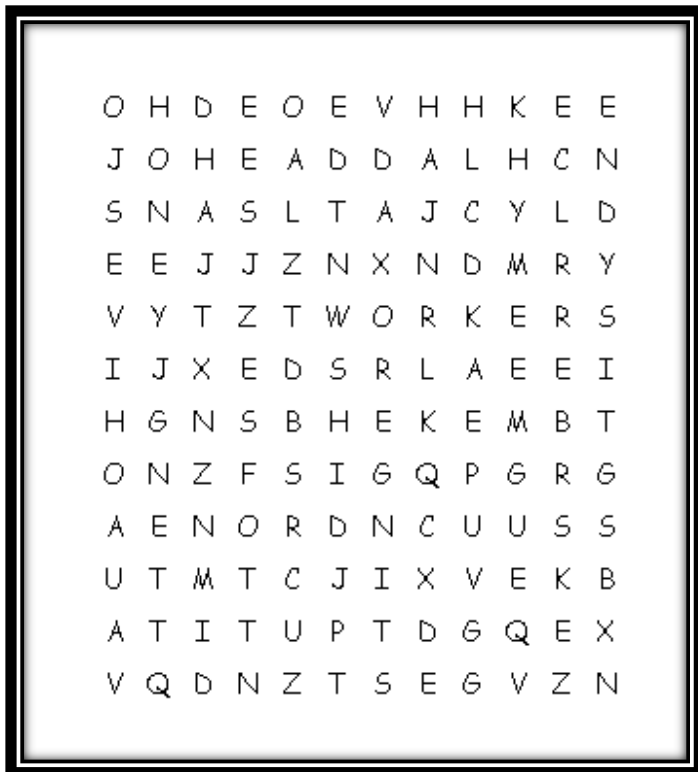 O H D E O E V H H K E E
J O H E A D D A L H C N
S N A S L T A J C Y L D
E E J J Z N X N D M R Y
V Y T Z T W O R K E R S
I J X E D S R L A E E I
H G N S B H E K E M B T
O N Z F S I G Q P G R G
A E N O R D N C U U S S
U T M T C J I X V E K B
A T I T U P T D G Q E X
V Q D N Z T S E G V Z N